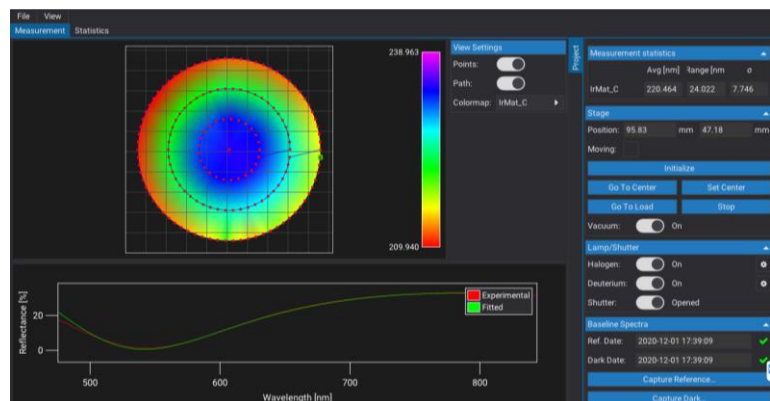 File View
Measurement Statistics
238.963
209.940
View Settings
Points:
Path:
Colormap: IrMat_C
Project
Measurement statistics
Avg [nm] Range [nm σ
IrMat_C 220.464 24.022 7.746
Stage
Position: 95.83 mm 47.18 mm
Moving:
Initialize
Go To Center Set Center
Go To Load Stop
Vacuum: On
Lamp/Shutter
Halogen: On
Deuterium: On
Shutter: Opened
Baseline Spectra
Ref. Date: 2020-12-01 17:39:09
Dark Date: 2020-12-01 17:39:09
Capture Reference...
Capture Dark...
Reflectance [%]
20
0
Experimental
Fitted
500 600 700 800
Wavelength [nm]